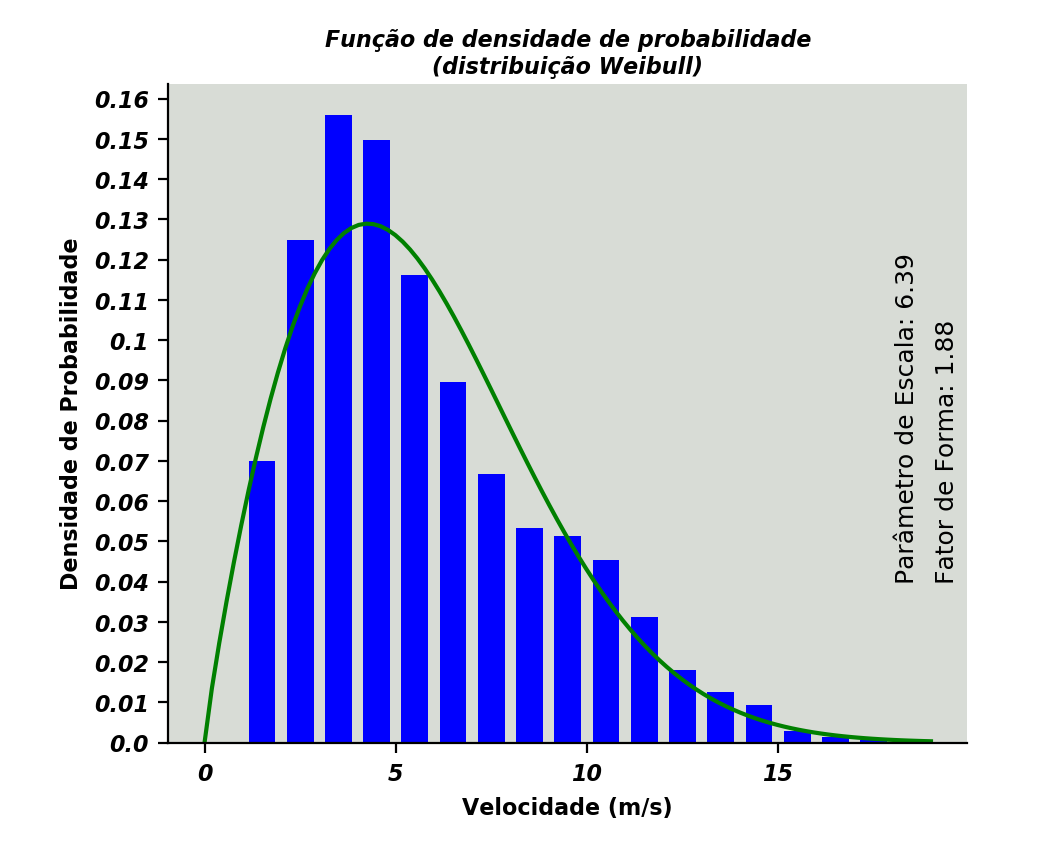 Função de densidade de probabilidade
(distribuição Weibull)
0.16
0.15
0.14
0.13
0.12
0.11
0.1
0.09
0.08
0.07
0.06
0.05
0.04
0.03
0.02
0.01
0.0
Densidade de Probabilidade
0 5 10 15
Velocidade (m/s)
Parâmetro de Escala: 6.39
Fator de Forma: 1.88